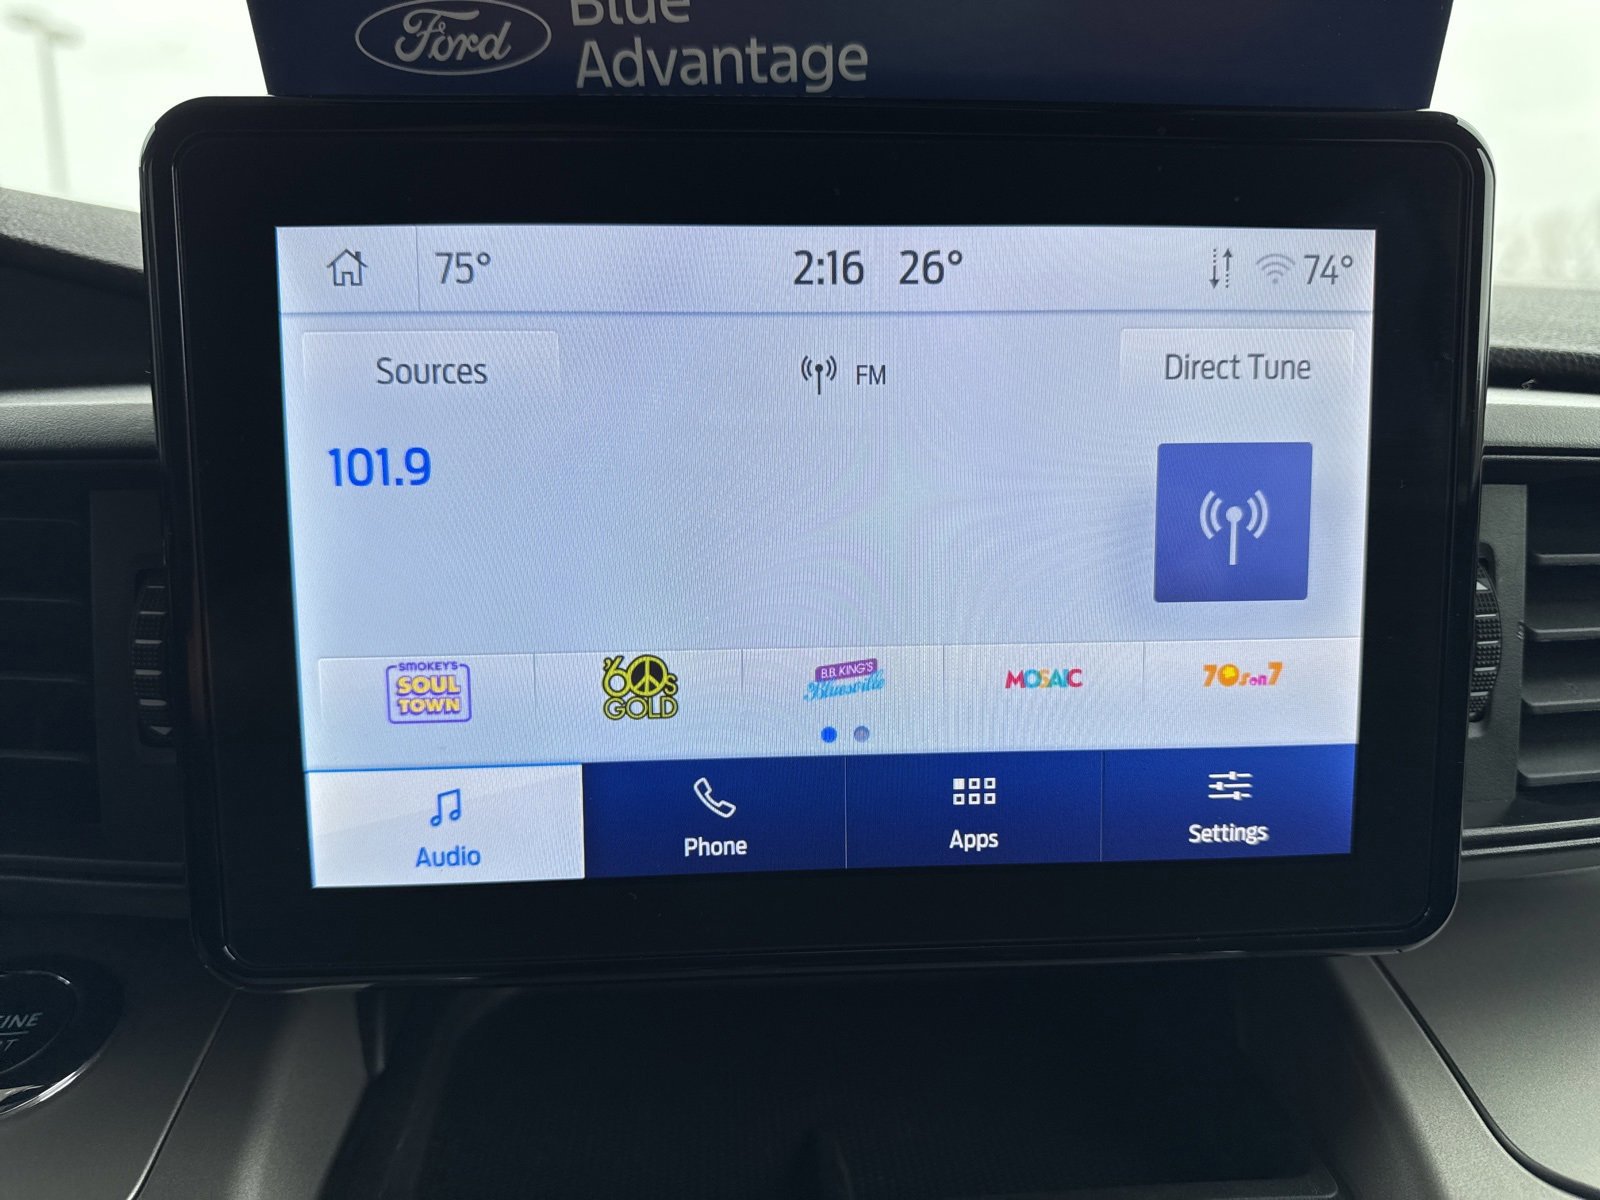 Ford
Blue
Advantage
75°
2:16 26°
74°
Sources
FM
Direct Tune
101.9
SMOKEY'S
SOUL
TOWN
'60s
GOLD
B.B. KING'S
Bluesville
MOSAIC
70s on 7
Audio
Phone
Apps
Settings